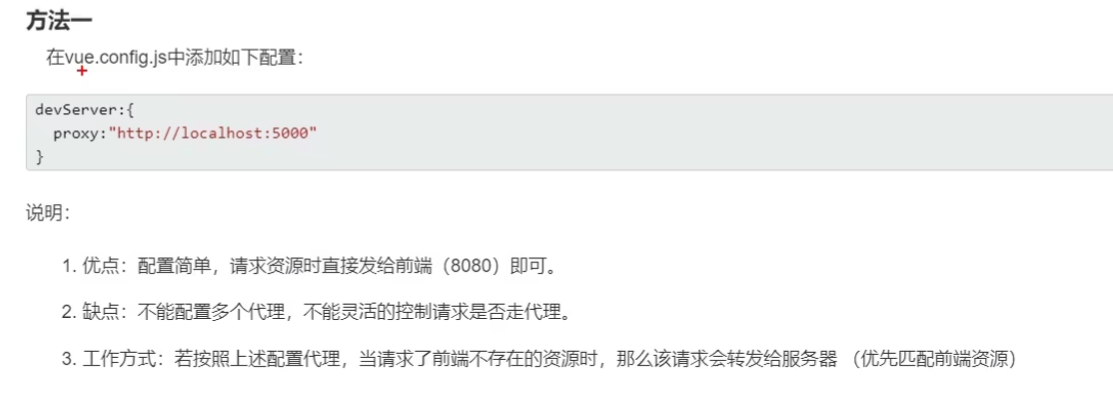 方法一
在vue.config.js中添加如下配置：
devServer:{
  proxy:"http://localhost:5000"
}
说明：
1. 优点：配置简单，请求资源时直接发给前端（8080）即可。
2. 缺点：不能配置多个代理，不能灵活的控制请求是否走代理。
3. 工作方式：若按照上述配置代理，当请求了前端不存在的资源时，那么该请求会转发给服务器 （优先匹配前端资源）